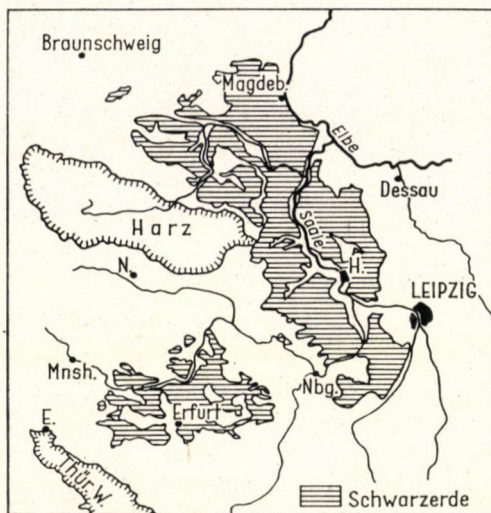 Braunschweig
Magdeb.
Elbe
Dessau
Harz
Saale
H.
N.
LEIPZIG
Mnsh.
Nbg.
Erfurt
E.
Thür W.
Schwarzerde